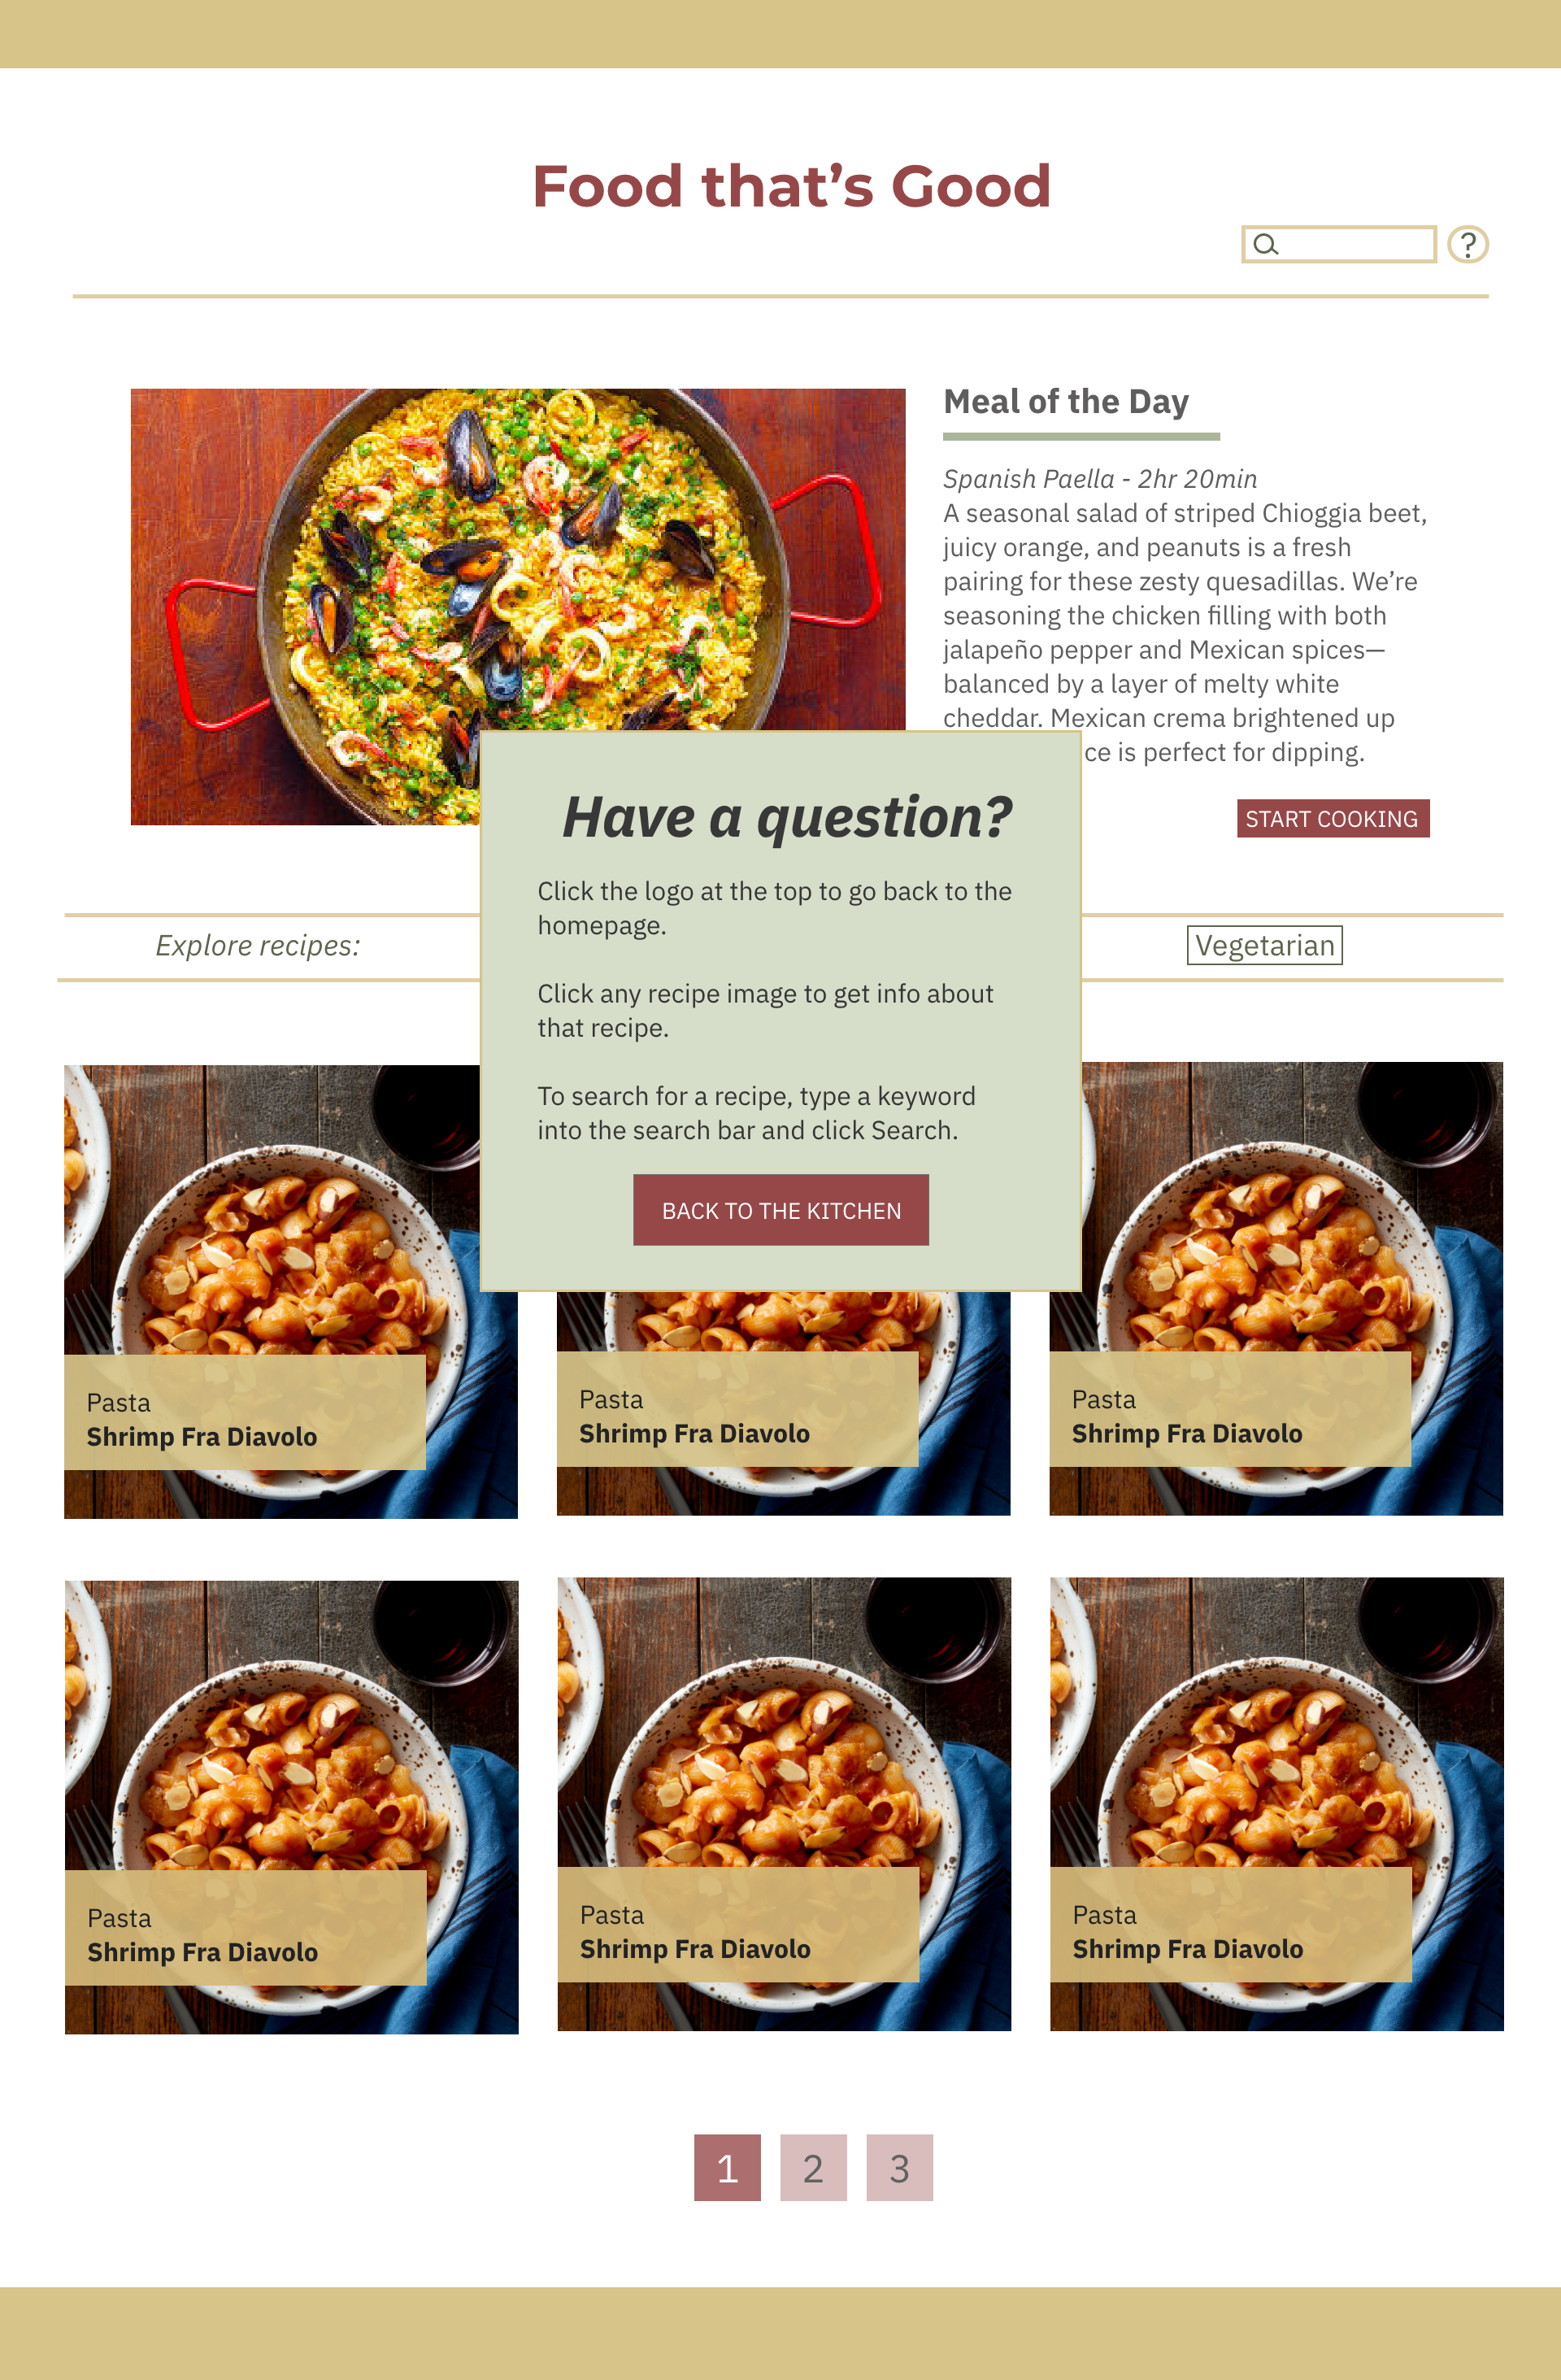 Food that’s Good
?
Meal of the Day
Spanish Paella - 2hr 20min
A seasonal salad of striped Chioggia beet,
juicy orange, and peanuts is a fresh
pairing for these zesty quesadillas. We’re
seasoning the chicken filling with both
jalapeño pepper and Mexican spices—
balanced by a layer of melty white
cheddar. Mexican crema brightened up
ce is perfect for dipping.
START COOKING
Have a question?
Click the logo at the top to go back to the
homepage.
Click any recipe image to get info about
that recipe.
To search for a recipe, type a keyword
into the search bar and click Search.
BACK TO THE KITCHEN
Explore recipes:
Vegetarian
Pasta
Shrimp Fra Diavolo
Pasta
Shrimp Fra Diavolo
Pasta
Shrimp Fra Diavolo
Pasta
Shrimp Fra Diavolo
Pasta
Shrimp Fra Diavolo
Pasta
Shrimp Fra Diavolo
1 2 3